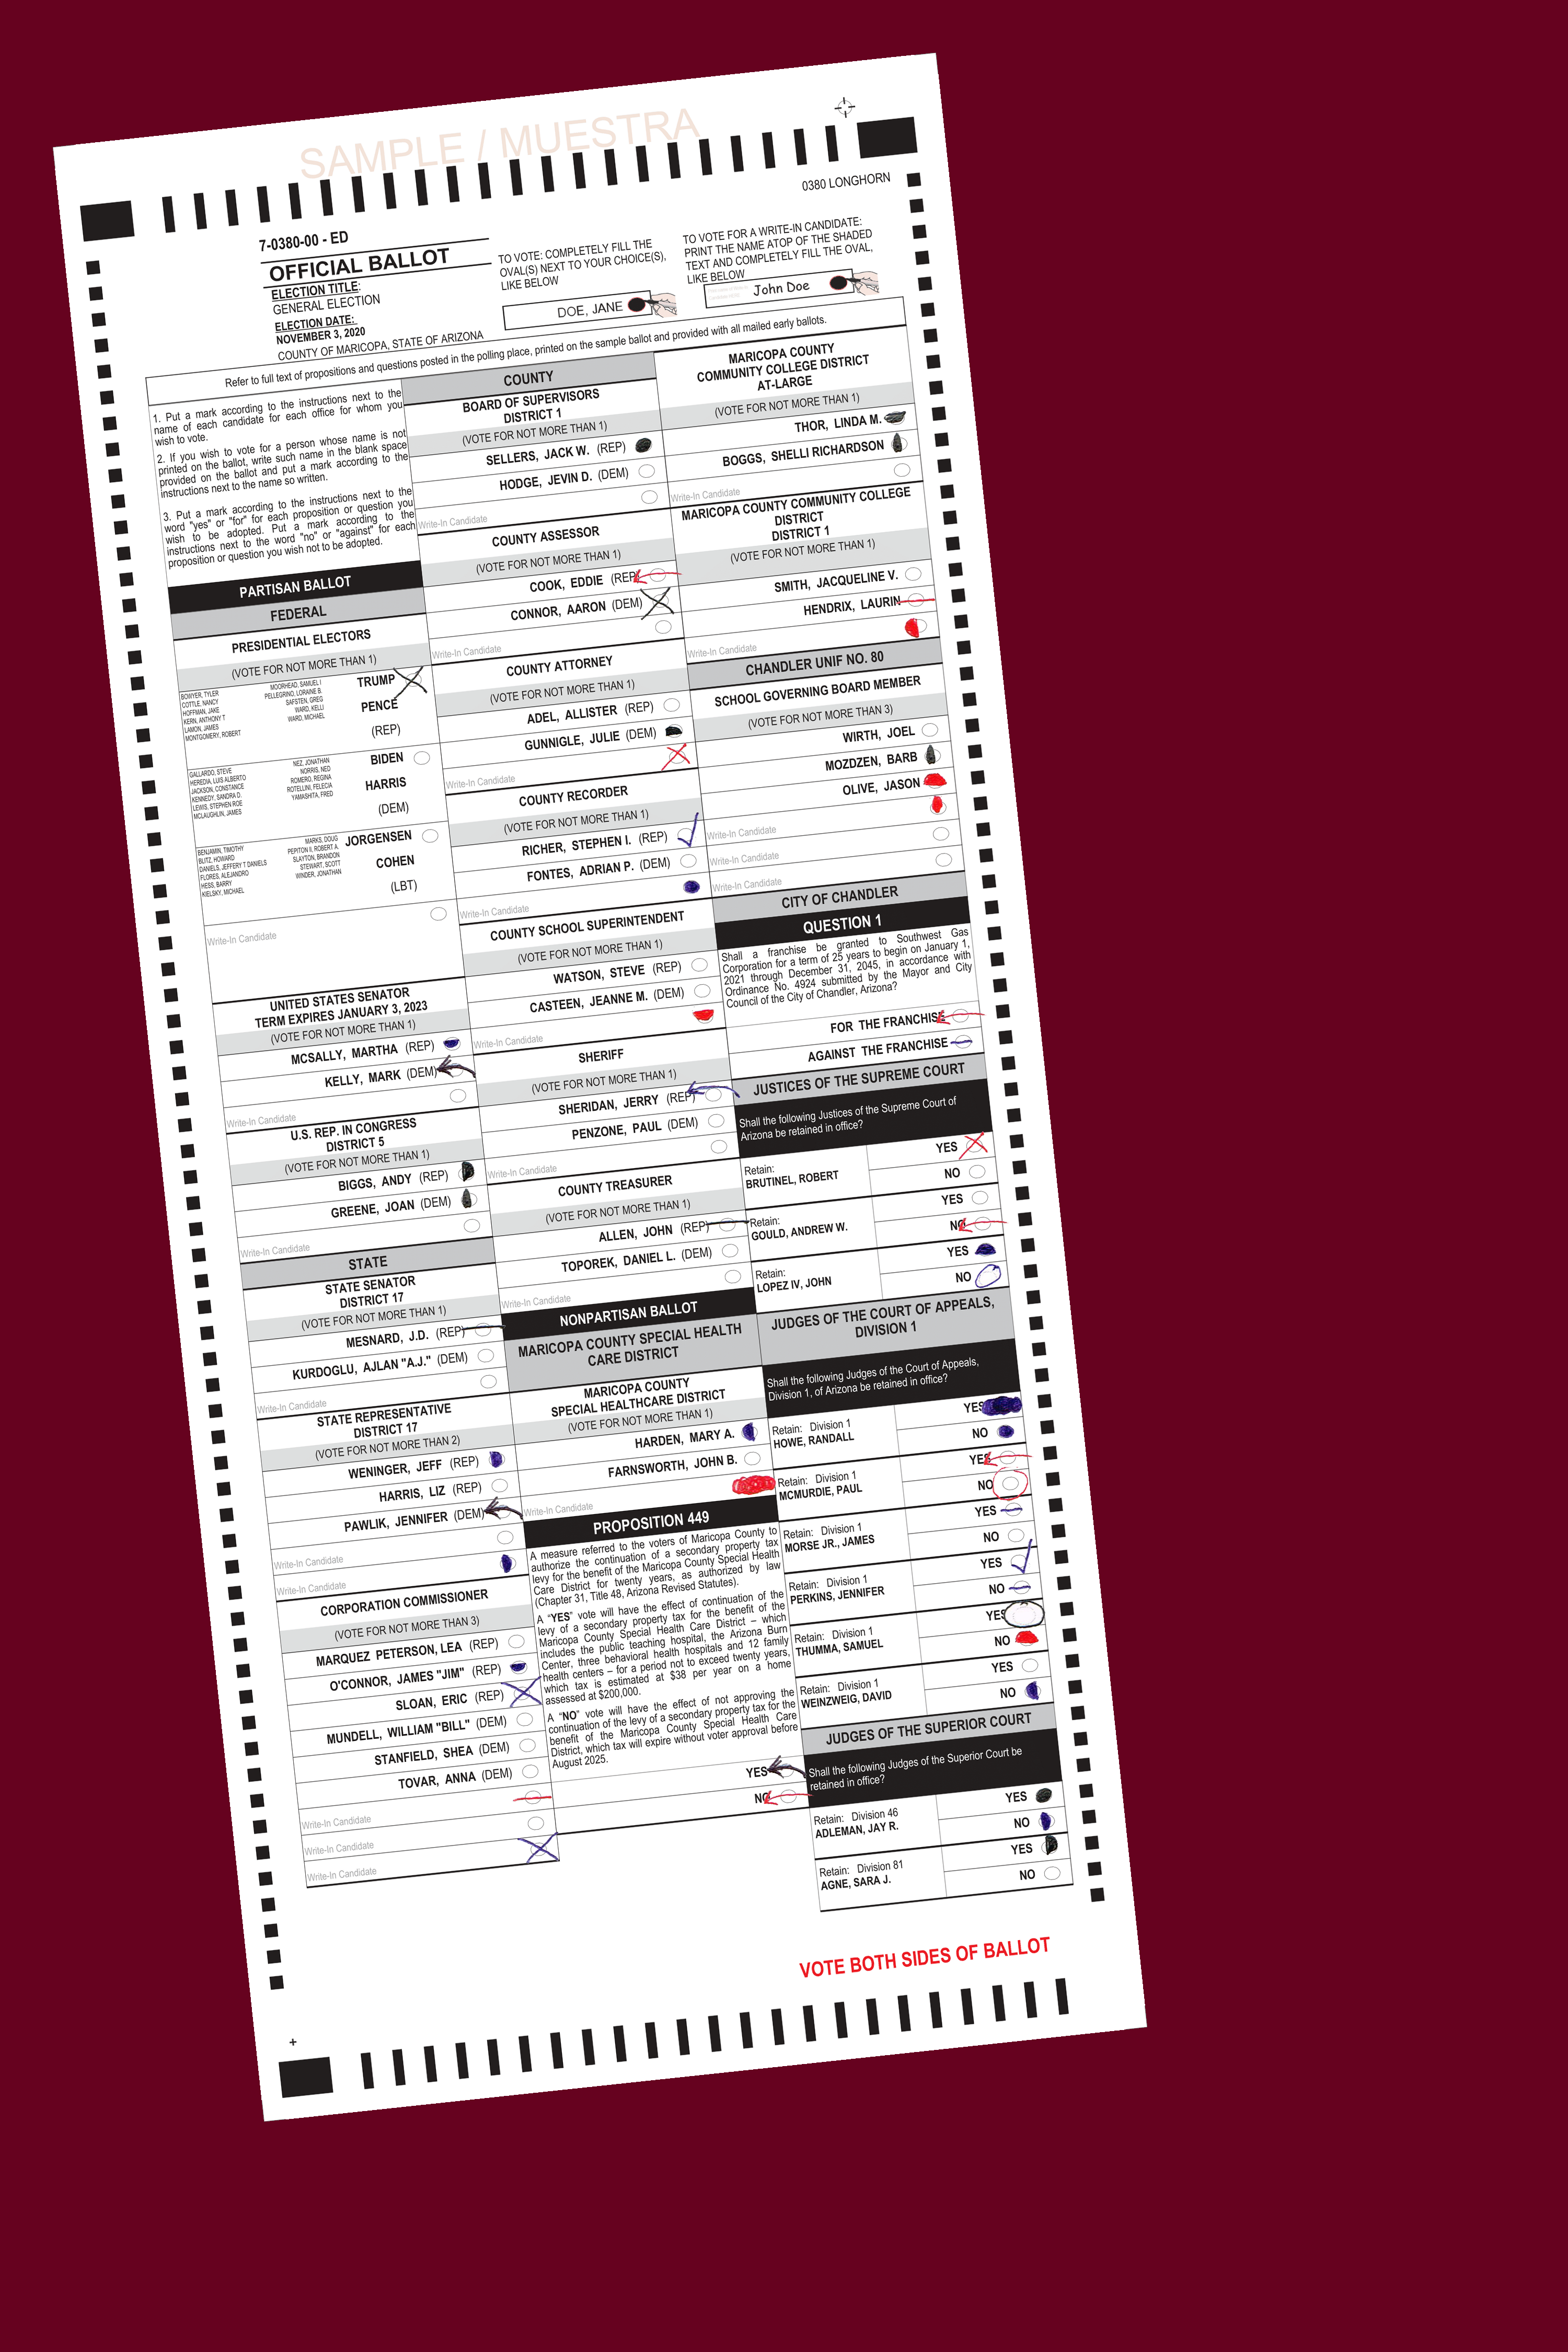 SAMPLE / MUESTRA
0380 LONGHORN
7-0380-00 - ED
OFFICIAL BALLOT
ELECTION TITLE:
GENERAL ELECTION
ELECTION DATE:
NOVEMBER 3, 2020
COUNTY OF MARICOPA, STATE OF ARIZONA
TO VOTE: COMPLETELY FILL THE
OVAL(S) NEXT TO YOUR CHOICE(S),
LIKE BELOW
DOE, JANE
TO VOTE FOR A WRITE-IN CANDIDATE:
PRINT THE NAME ATOP OF THE SHADED
TEXT AND COMPLETELY FILL THE OVAL,
LIKE BELOW
John Doe
Refer to full text of propositions and questions posted in the polling place, printed on the sample ballot and provided with all mailed early ballots.
1. Put a mark according to the instructions next to the
name of each candidate for each office for whom you
wish to vote.
2. If you wish to vote for a person whose name is not
printed on the ballot, write such name in the blank space
provided on the ballot and put a mark according to the
instructions next to the name so written.
3. Put a mark according to the instructions next to the
word "yes" or "for" for each proposition or question you
wish to be adopted. Put a mark according to the
instructions next to the word "no" or "against" for each
proposition or question you wish not to be adopted.
PARTISAN BALLOT
FEDERAL
PRESIDENTIAL ELECTORS
(VOTE FOR NOT MORE THAN 1)
BOWYER, TYLER
COTTLE, NANCY
HOFFMAN, JAKE
KERN, ANTHONY T
LAMON, JAMES
MONTGOMERY, ROBERT
MOORHEAD, SAMUEL I
PELLEGRINO, LORAINE B.
SAFSTEN, GREG
WARD, KELLI
WARD, MICHAEL
TRUMP
PENCE
(REP)
GALLARDO, STEVE
HEREDIA, LUIS ALBERTO
JACKSON, CONSTANCE
KENNEDY, SANDRA D.
LEWIS, STEPHEN ROE
MCLAUGHLIN, JAMES
NEZ, JONATHAN
NORRIS, NED
ROMERO, REGINA
ROTELLINI, FELECIA
YAMASHITA, FRED
BIDEN
HARRIS
(DEM)
BENJAMIN, TIMOTHY
BLITZ, HOWARD
DANIELS, JEFFERY T DANIELS
FLORES, ALEJANDRO
HESS, BARRY
KIELSKY, MICHAEL
MARKS, DOUG
PEPITON II, ROBERT A.
SLAYTON, BRANDON
STEWART, SCOTT
WINDER, JONATHAN
JORGENSEN
COHEN
(LBT)
Write-In Candidate
UNITED STATES SENATOR
TERM EXPIRES JANUARY 3, 2023
(VOTE FOR NOT MORE THAN 1)
MCSALLY, MARTHA (REP)
KELLY, MARK (DEM)
Write-In Candidate
U.S. REP. IN CONGRESS
DISTRICT 5
(VOTE FOR NOT MORE THAN 1)
BIGGS, ANDY (REP)
GREENE, JOAN (DEM)
Write-In Candidate
STATE
STATE SENATOR
DISTRICT 17
(VOTE FOR NOT MORE THAN 1)
MESNARD, J.D. (REP)
KURDOGLU, AJLAN "A.J." (DEM)
Write-In Candidate
STATE REPRESENTATIVE
DISTRICT 17
(VOTE FOR NOT MORE THAN 2)
WENINGER, JEFF (REP)
HARRIS, LIZ (REP)
PAWLIK, JENNIFER (DEM)
Write-In Candidate
Write-In Candidate
CORPORATION COMMISSIONER
(VOTE FOR NOT MORE THAN 3)
MARQUEZ PETERSON, LEA (REP)
O'CONNOR, JAMES "JIM" (REP)
SLOAN, ERIC (REP)
MUNDELL, WILLIAM "BILL" (DEM)
STANFIELD, SHEA (DEM)
TOVAR, ANNA (DEM)
Write-In Candidate
Write-In Candidate
Write-In Candidate
COUNTY
BOARD OF SUPERVISORS
DISTRICT 1
(VOTE FOR NOT MORE THAN 1)
SELLERS, JACK W. (REP)
HODGE, JEVIN D. (DEM)
Write-In Candidate
COUNTY ASSESSOR
(VOTE FOR NOT MORE THAN 1)
COOK, EDDIE (REP)
CONNOR, AARON (DEM)
Write-In Candidate
COUNTY ATTORNEY
(VOTE FOR NOT MORE THAN 1)
ADEL, ALLISTER (REP)
GUNNIGLE, JULIE (DEM)
Write-In Candidate
COUNTY RECORDER
(VOTE FOR NOT MORE THAN 1)
RICHER, STEPHEN I. (REP)
FONTES, ADRIAN P. (DEM)
Write-In Candidate
COUNTY SCHOOL SUPERINTENDENT
(VOTE FOR NOT MORE THAN 1)
WATSON, STEVE (REP)
CASTEEN, JEANNE M. (DEM)
Write-In Candidate
SHERIFF
(VOTE FOR NOT MORE THAN 1)
SHERIDAN, JERRY (REP)
PENZONE, PAUL (DEM)
Write-In Candidate
COUNTY TREASURER
(VOTE FOR NOT MORE THAN 1)
ALLEN, JOHN (REP)
TOPOREK, DANIEL L. (DEM)
Write-In Candidate
NONPARTISAN BALLOT
MARICOPA COUNTY SPECIAL HEALTH
CARE DISTRICT
MARICOPA COUNTY
SPECIAL HEALTHCARE DISTRICT
(VOTE FOR NOT MORE THAN 1)
HARDEN, MARY A.
FARNSWORTH, JOHN B.
Write-In Candidate
PROPOSITION 449
A measure referred to the voters of Maricopa County to
authorize the continuation of a secondary property tax
levy for the benefit of the Maricopa County Special Health
Care District for twenty years, as authorized by law
(Chapter 31, Title 48, Arizona Revised Statutes).
A “YES” vote will have the effect of continuation of the
levy of a secondary property tax for the benefit of the
Maricopa County Special Health Care District – which
includes the public teaching hospital, the Arizona Burn
Center, three behavioral health hospitals and 12 family
health centers – for a period not to exceed twenty years,
which tax is estimated at $38 per year on a home
assessed at $200,000.
A “NO” vote will have the effect of not approving the
continuation of the levy of a secondary property tax for the
benefit of the Maricopa County Special Health Care
District, which tax will expire without voter approval before
August 2025.
YES
NO
MARICOPA COUNTY
COMMUNITY COLLEGE DISTRICT
AT-LARGE
(VOTE FOR NOT MORE THAN 1)
THOR, LINDA M.
BOGGS, SHELLI RICHARDSON
Write-In Candidate
MARICOPA COUNTY COMMUNITY COLLEGE
DISTRICT
DISTRICT 1
(VOTE FOR NOT MORE THAN 1)
SMITH, JACQUELINE V.
HENDRIX, LAURIN
Write-In Candidate
CHANDLER UNIF NO. 80
SCHOOL GOVERNING BOARD MEMBER
(VOTE FOR NOT MORE THAN 3)
WIRTH, JOEL
MOZDZEN, BARB
OLIVE, JASON
Write-In Candidate
Write-In Candidate
Write-In Candidate
CITY OF CHANDLER
QUESTION 1
Shall a franchise be granted to Southwest Gas
Corporation for a term of 25 years to begin on January 1,
2021 through December 31, 2045, in accordance with
Ordinance No. 4924 submitted by the Mayor and City
Council of the City of Chandler, Arizona?
FOR THE FRANCHISE
AGAINST THE FRANCHISE
JUSTICES OF THE SUPREME COURT
Shall the following Justices of the Supreme Court of
Arizona be retained in office?
Retain:
BRUTINEL, ROBERT
YES
NO
Retain:
GOULD, ANDREW W.
YES
NO
Retain:
LOPEZ IV, JOHN
YES
NO
JUDGES OF THE COURT OF APPEALS,
DIVISION 1
Shall the following Judges of the Court of Appeals,
Division 1, of Arizona be retained in office?
Retain: Division 1
HOWE, RANDALL
YES
NO
Retain: Division 1
MCMURDIE, PAUL
YES
NO
Retain: Division 1
MORSE JR., JAMES
YES
NO
Retain: Division 1
PERKINS, JENNIFER
YES
NO
Retain: Division 1
THUMMA, SAMUEL
YES
NO
Retain: Division 1
WEINZWEIG, DAVID
YES
NO
JUDGES OF THE SUPERIOR COURT
Shall the following Judges of the Superior Court be
retained in office?
Retain: Division 46
ADLEMAN, JAY R.
YES
NO
Retain: Division 81
AGNE, SARA J.
YES
NO
VOTE BOTH SIDES OF BALLOT